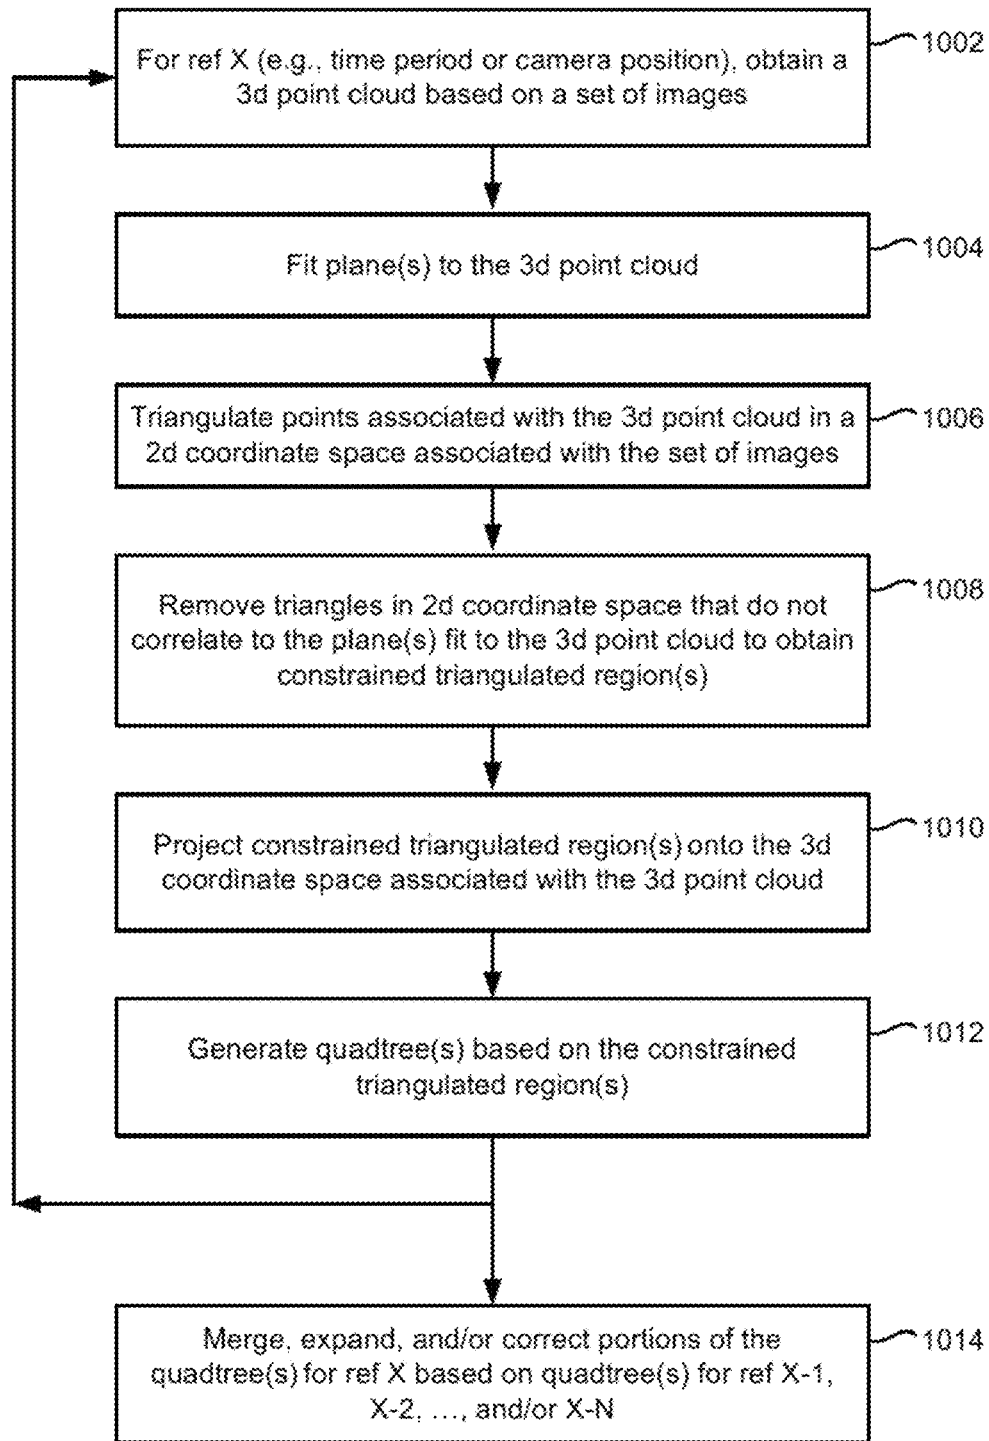 1002
For ref X (e.g., time period or camera position), obtain a
3d point cloud based on a set of images
1004
Fit plane(s) to the 3d point cloud
1006
Triangulate points associated with the 3d point cloud in a
2d coordinate space associated with the set of images
1008
Remove triangles in 2d coordinate space that do not
correlate to the plane(s) fit to the 3d point cloud to obtain
constrained triangulated region(s)
1010
Project constrained triangulated region(s) onto the 3d
coordinate space associated with the 3d point cloud
1012
Generate quadtree(s) based on the constrained
triangulated region(s)
1014
Merge, expand, and/or correct portions of the
quadtree(s) for ref X based on quadtree(s) for ref X-1,
X-2, …, and/or X-N